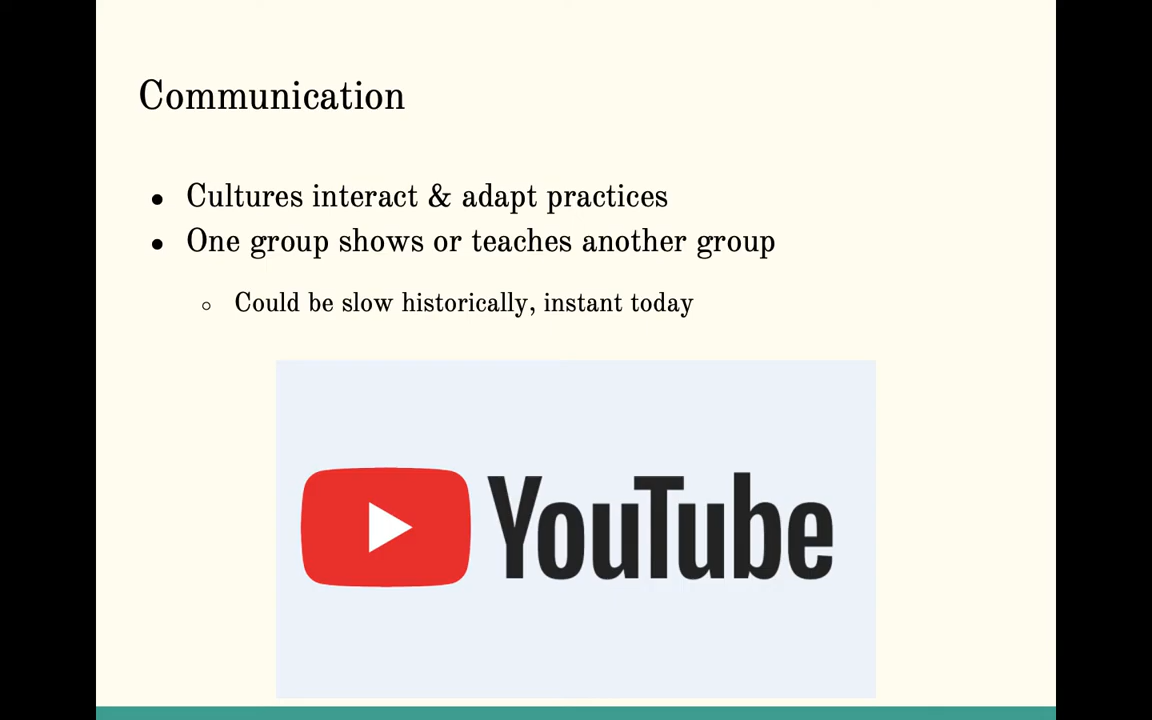 Communication
● Cultures interact & adapt practices
● One group shows or teaches another group
○ Could be slow historically, instant today
YouTube